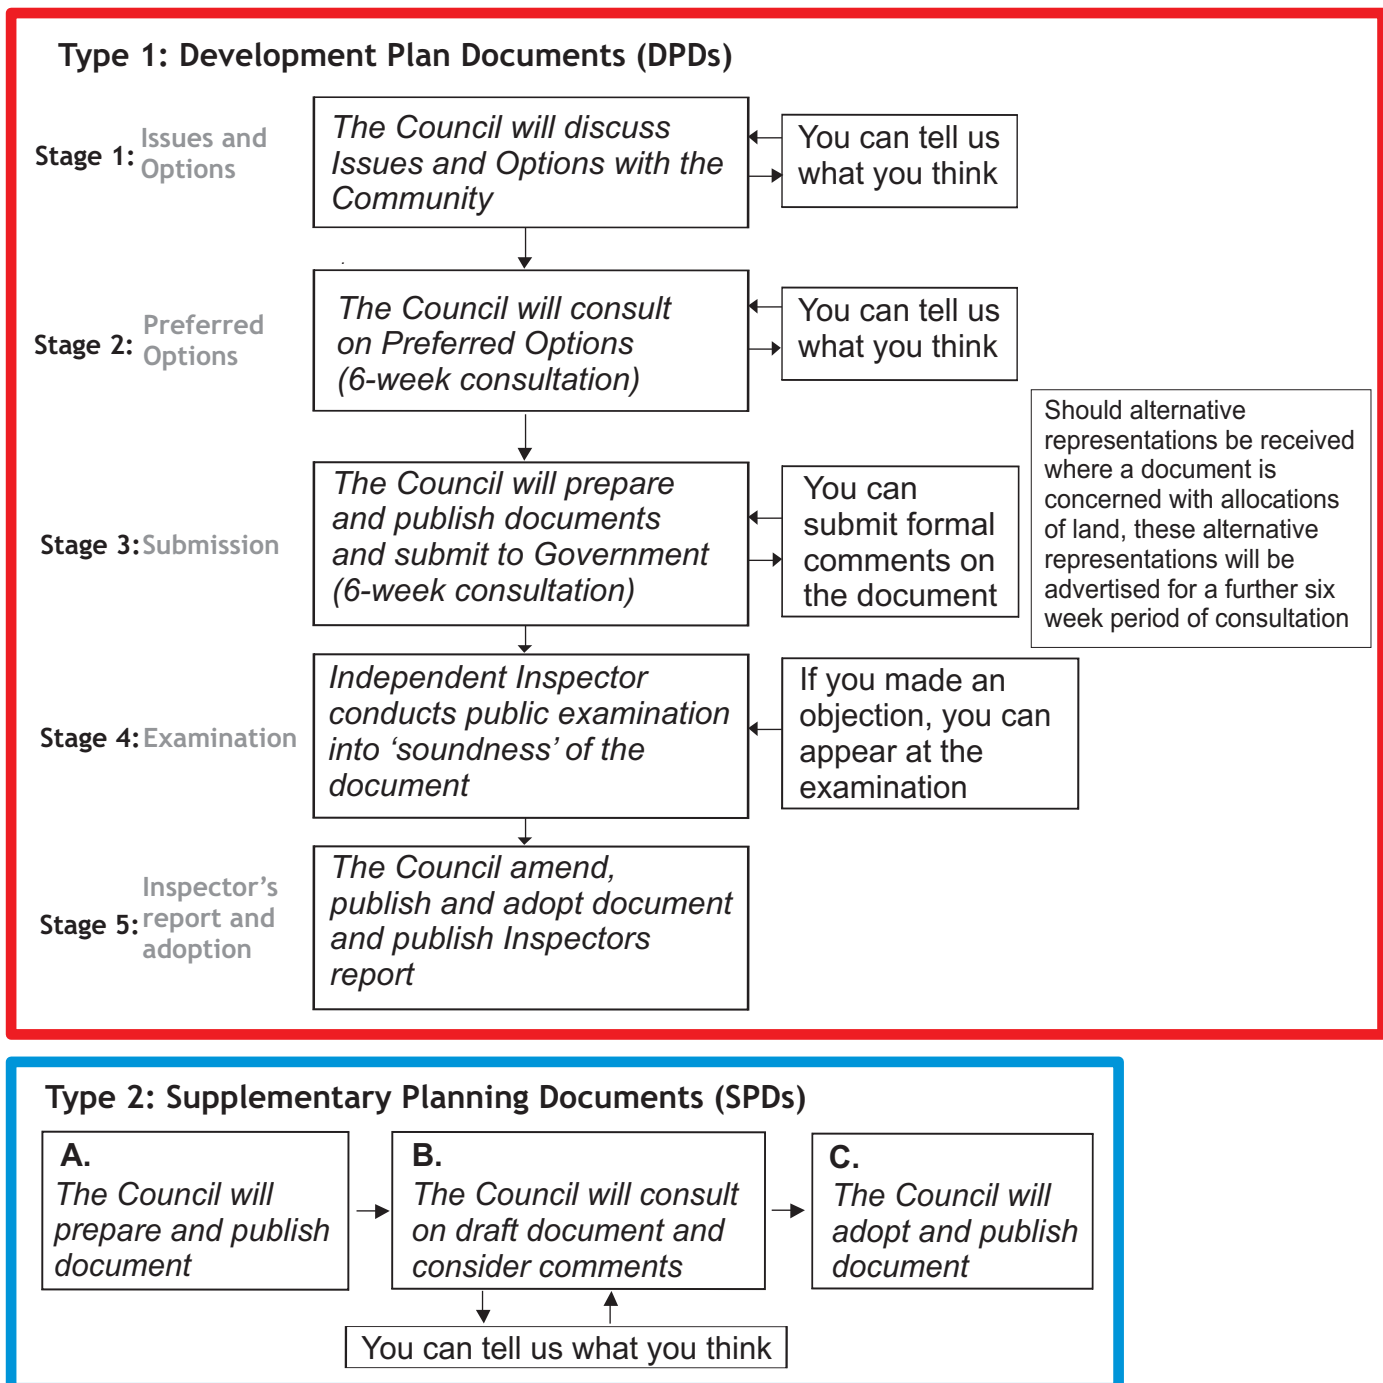 Type 1: Development Plan Documents (DPDs)
Stage 1:
Issues and
Options
The Council will discuss
Issues and Options with the
Community
You can tell us
what you think
Stage 2:
Preferred
Options
The Council will consult
on Preferred Options
(6-week consultation)
You can tell us
what you think
Should alternative
representations be received
where a document is
concerned with allocations
of land, these alternative
representations will be
advertised for a further six
week period of consultation
Stage 3:
Submission
The Council will prepare
and publish documents
and submit to Government
(6-week consultation)
You can
submit formal
comments on
the document
Stage 4:
Examination
Independent Inspector
conducts public examination
into ‘soundness’ of the
document
If you made an
objection, you can
appear at the
examination
Stage 5:
Inspector’s
report and
adoption
The Council amend,
publish and adopt document
and publish Inspectors
report
Type 2: Supplementary Planning Documents (SPDs)
A.
The Council will
prepare and publish
document
B.
The Council will consult
on draft document and
consider comments
C.
The Council will
adopt and publish
document
You can tell us what you think